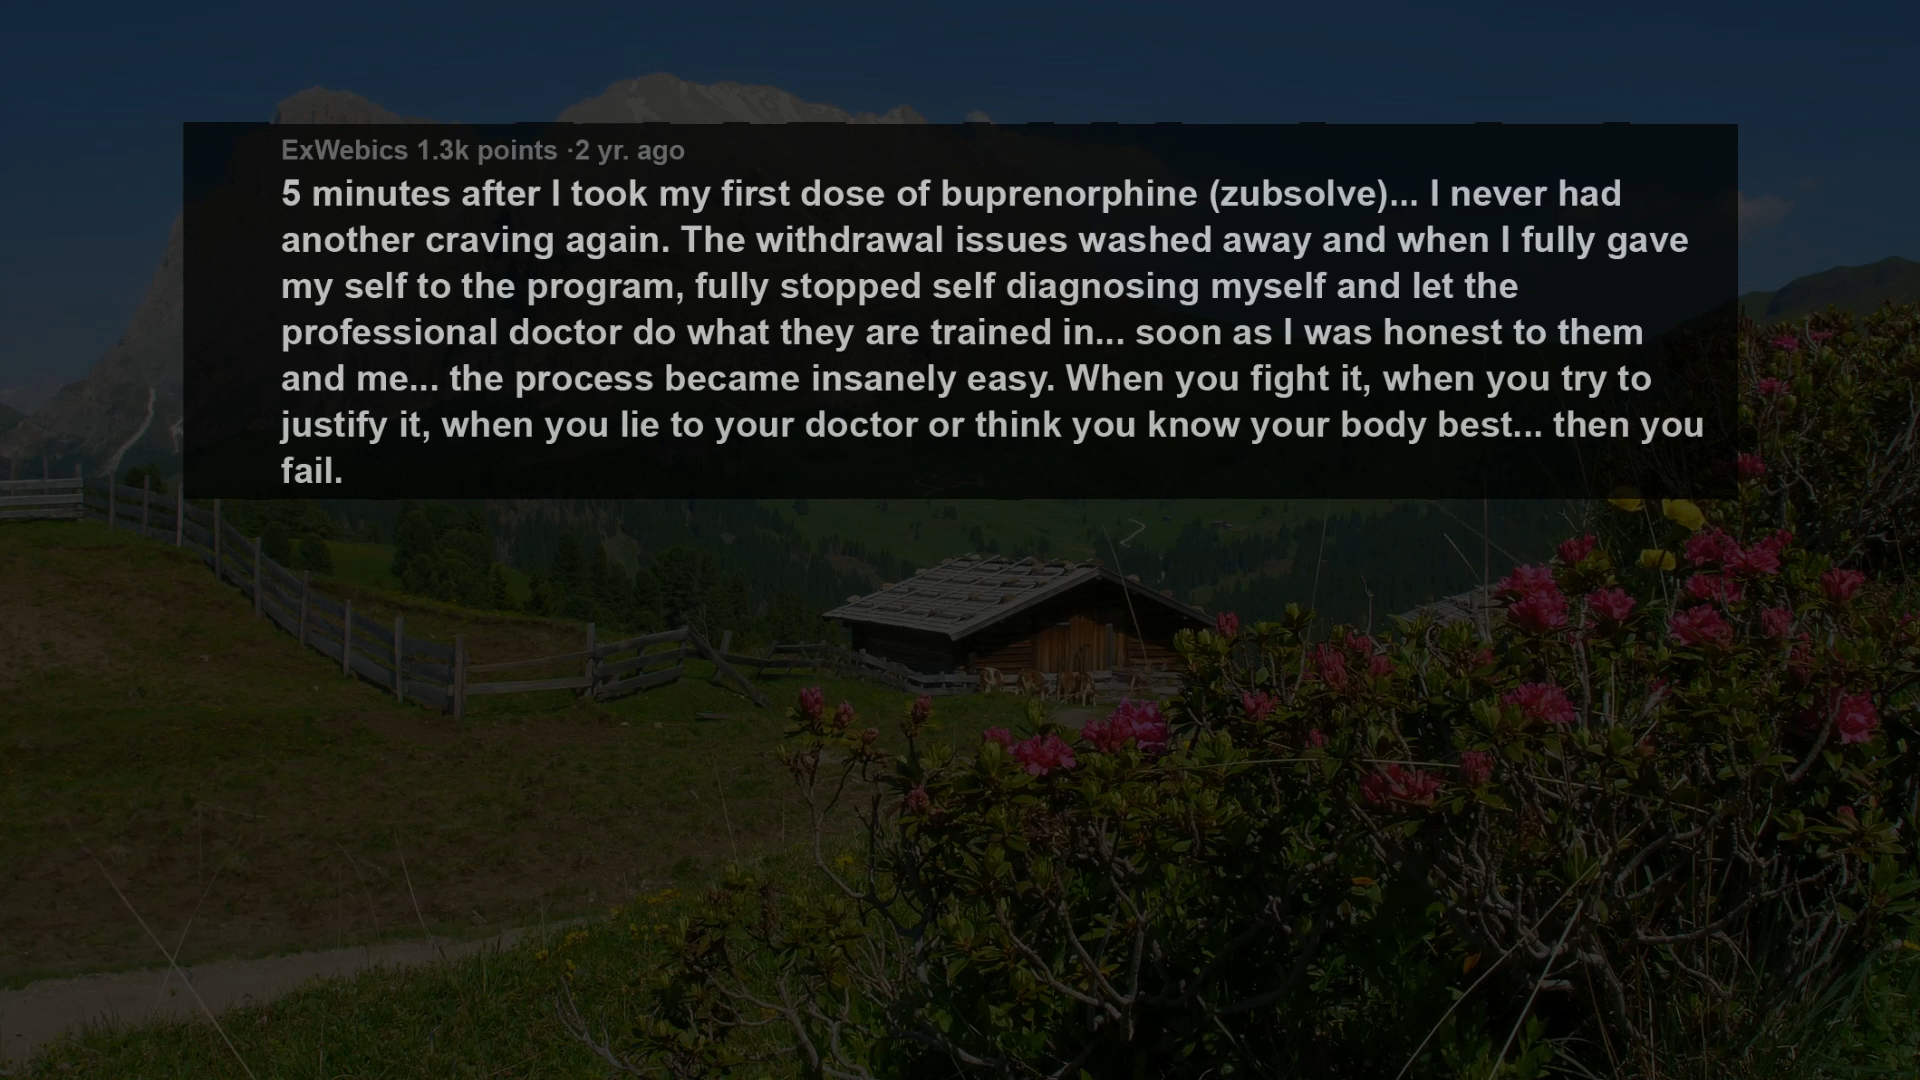 ExWebics 1.3k points ·2 yr. ago
5 minutes after I took my first dose of buprenorphine (zubsolve)... I never had
another craving again. The withdrawal issues washed away and when I fully gave
my self to the program, fully stopped self diagnosing myself and let the
professional doctor do what they are trained in... soon as I was honest to them
and me... the process became insanely easy. When you fight it, when you try to
justify it, when you lie to your doctor or think you know your body best... then you
fail.